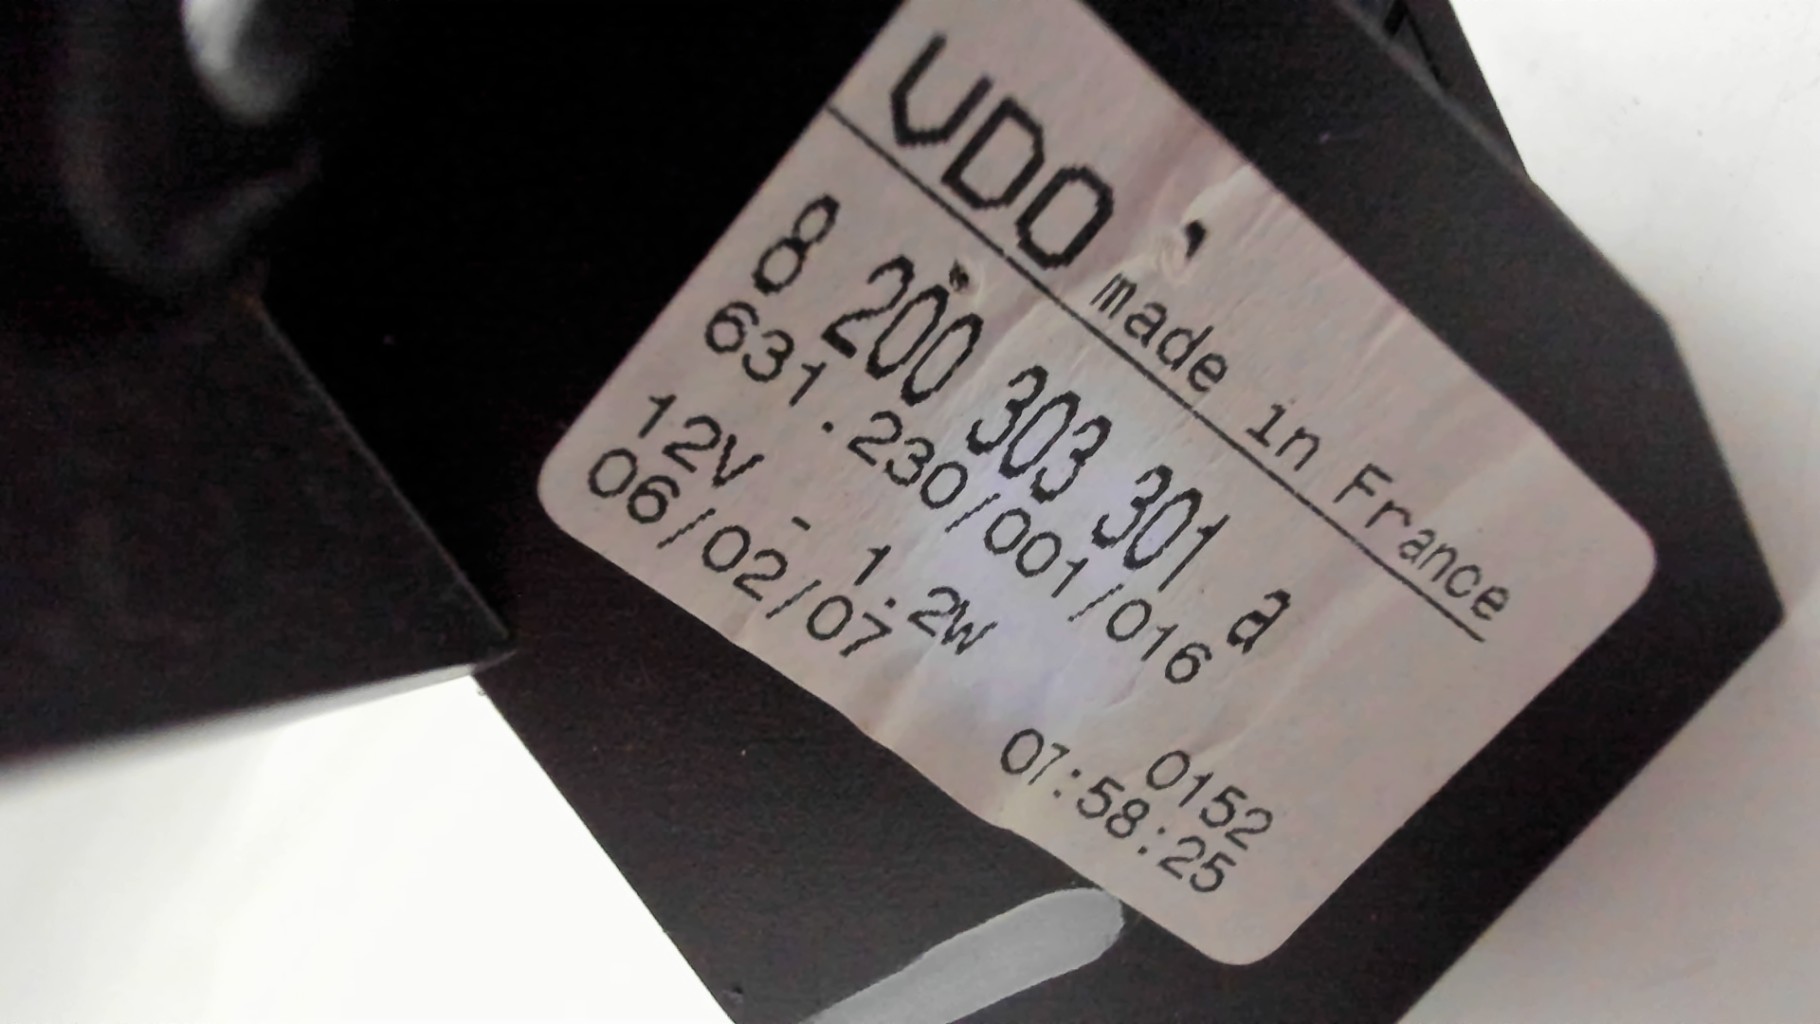 VDO made in France
8 200 303 301 a
631.230/001/016
12V - 1.2W
06/02/07 0152
07:58:25